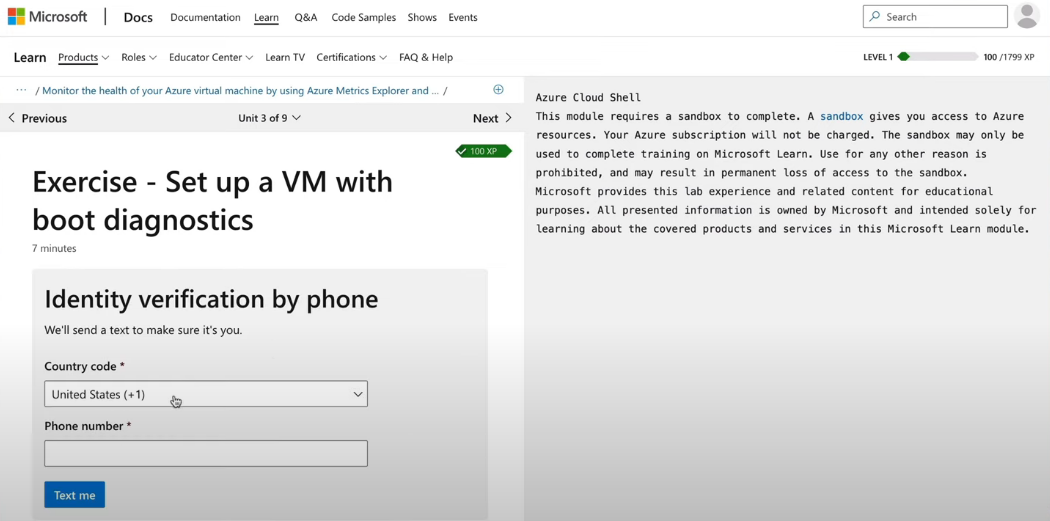 Microsoft Docs Documentation Learn Q&A Code Samples Shows Events Search
Learn Products Roles Educator Center Learn TV Certifications FAQ & Help LEVEL 1 100 /1799 XP
··· / Monitor the health of your Azure virtual machine by using Azure Metrics Explorer and ... /
Previous Unit 3 of 9 Next
100 XP
Exercise - Set up a VM with
boot diagnostics
7 minutes
Identity verification by phone
We'll send a text to make sure it's you.
Country code *
United States (+1)
Phone number *
Text me
Azure Cloud Shell
This module requires a sandbox to complete. A sandbox gives you access to Azure
resources. Your Azure subscription will not be charged. The sandbox may only be
used to complete training on Microsoft Learn. Use for any other reason is
prohibited, and may result in permanent loss of access to the sandbox.
Microsoft provides this lab experience and related content for educational
purposes. All presented information is owned by Microsoft and intended solely for
learning about the covered products and services in this Microsoft Learn module.